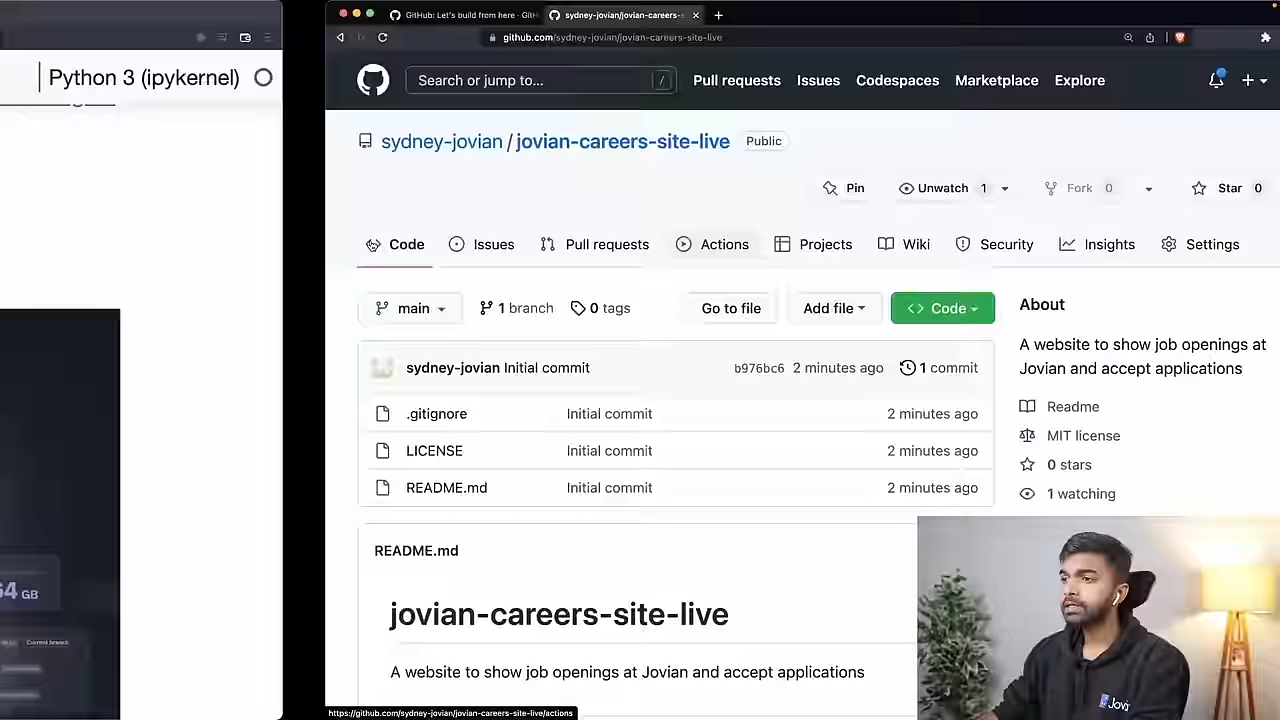 Python 3 (ipykernel)
64 GB
Current branch
GitHub: Let's build from here · GitH
sydney-jovian/jovian-careers-s
github.com/sydney-jovian/jovian-careers-site-live
Search or jump to...
/
Pull requests
Issues
Codespaces
Marketplace
Explore
sydney-jovian / jovian-careers-site-live
Public
Pin
Unwatch 1
Fork 0
Star 0
Code
Issues
Pull requests
Actions
Projects
Wiki
Security
Insights
Settings
main
1 branch
0 tags
Go to file
Add file
Code
sydney-jovian Initial commit
b976bc6 2 minutes ago
1 commit
.gitignore Initial commit 2 minutes ago
LICENSE Initial commit 2 minutes ago
README.md Initial commit 2 minutes ago
About
A website to show job openings at
Jovian and accept applications
Readme
MIT license
0 stars
1 watching
README.md
jovian-careers-site-live
A website to show job openings at Jovian and accept applications
https://github.com/sydney-jovian/jovian-careers-site-live/actions
Jov